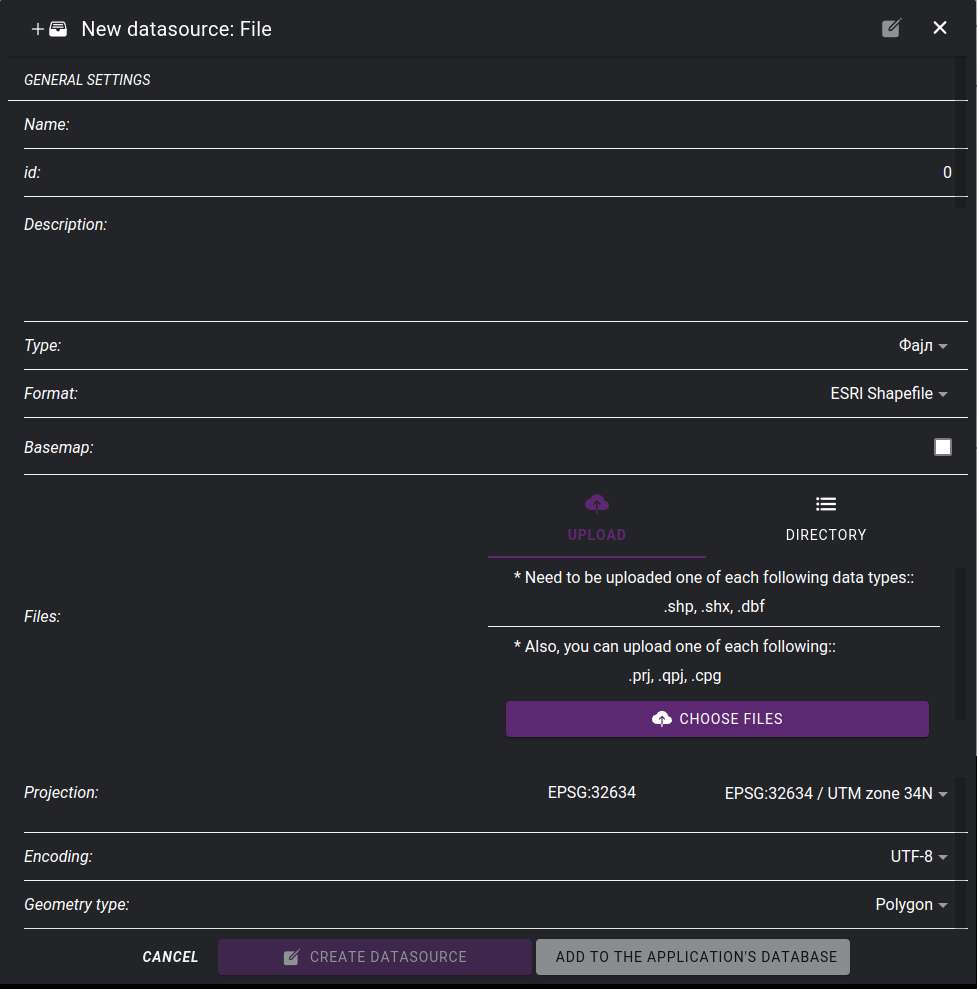 New datasource: File
GENERAL SETTINGS
Name:
id: 0
Description:
Type: Фајл
Format: ESRI Shapefile
Basemap:
UPLOAD DIRECTORY
* Need to be uploaded one of each following data types::
.shp, .shx, .dbf
Files:
* Also, you can upload one of each following::
.prj, .qpj, .cpg
CHOOSE FILES
Projection: EPSG:32634 EPSG:32634 / UTM zone 34N
Encoding: UTF-8
Geometry type: Polygon
CANCEL CREATE DATASOURCE ADD TO THE APPLICATION'S DATABASE